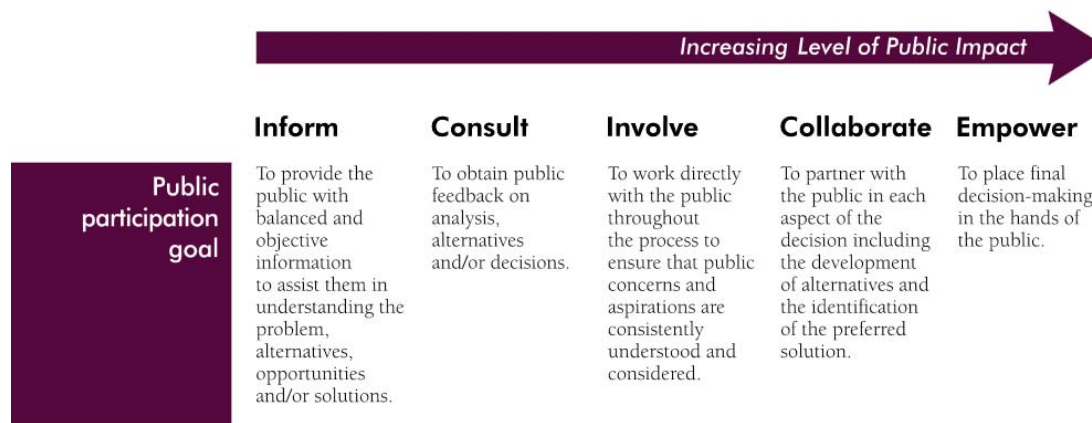 Increasing Level of Public Impact
Inform
Consult
Involve
Collaborate
Empower
Public
participation
goal
To provide the
public with
balanced and
objective
information
to assist them in
understanding the
problem,
alternatives,
opportunities
and/or solutions.
To obtain public
feedback on
analysis,
alternatives
and/or decisions.
To work directly
with the public
throughout
the process to
ensure that public
concerns and
aspirations are
consistently
understood and
considered.
To partner with
the public in each
aspect of the
decision including
the development
of alternatives and
the identification
of the preferred
solution.
To place final
decision-making
in the hands of
the public.